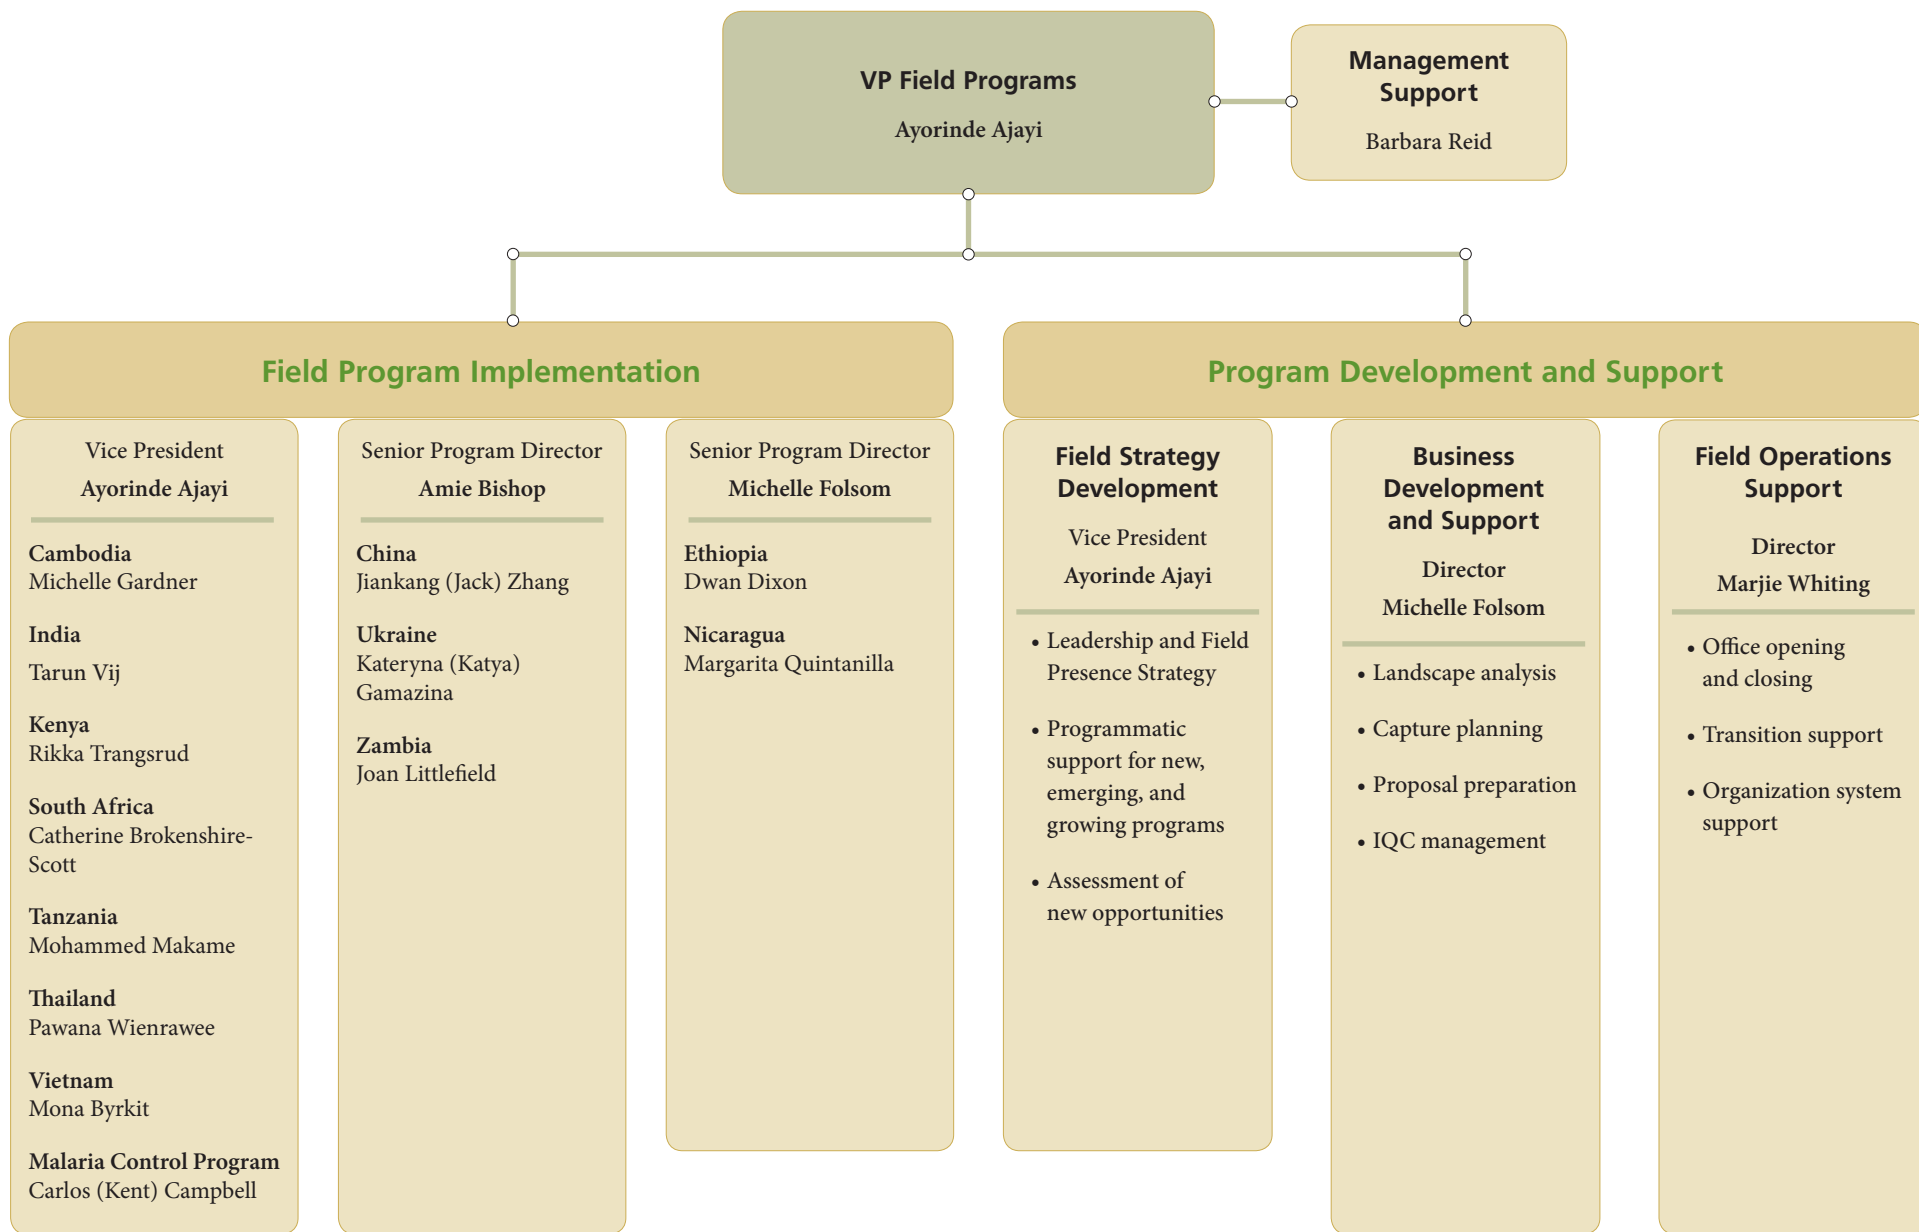 VP Field Programs
Ayorinde Ajayi
Management
Support
Barbara Reid
Field Program Implementation
Vice President
Ayorinde Ajayi
Cambodia
Michelle Gardner
India
Tarun Vij
Kenya
Rikka Trangsrud
South Africa
Catherine Brokenshire-
Scott
Tanzania
Mohammed Makame
Thailand
Pawana Wienrawee
Vietnam
Mona Byrkit
Malaria Control Program
Carlos (Kent) Campbell
Senior Program Director
Amie Bishop
China
Jiankang (Jack) Zhang
Ukraine
Kateryna (Katya)
Gamazina
Zambia
Joan Littlefield
Senior Program Director
Michelle Folsom
Ethiopia
Dwan Dixon
Nicaragua
Margarita Quintanilla
Program Development and Support
Field Strategy
Development
Vice President
Ayorinde Ajayi
• Leadership and Field
Presence Strategy
• Programmatic
support for new,
emerging, and
growing programs
• Assessment of
new opportunities
Business
Development
and Support
Director
Michelle Folsom
• Landscape analysis
• Capture planning
• Proposal preparation
• IQC management
Field Operations
Support
Director
Marjie Whiting
• Office opening
and closing
• Transition support
• Organization system
support